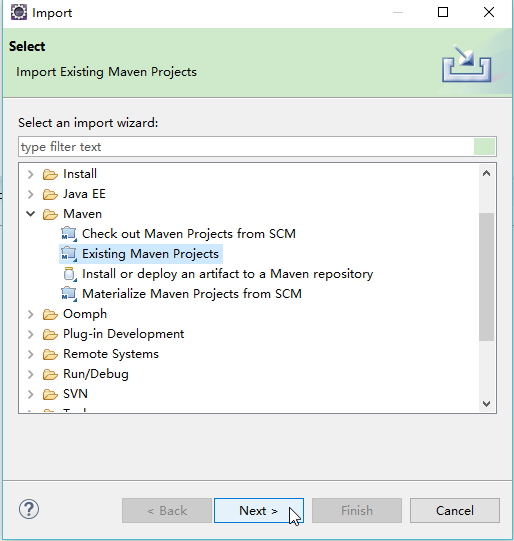 Import
Select
Import Existing Maven Projects
Select an import wizard:
type filter text
Install
Java EE
Maven
Check out Maven Projects from SCM
Existing Maven Projects
Install or deploy an artifact to a Maven repository
Materialize Maven Projects from SCM
Oomph
Plug-in Development
Remote Systems
Run/Debug
SVN
< Back
Next >
Finish
Cancel